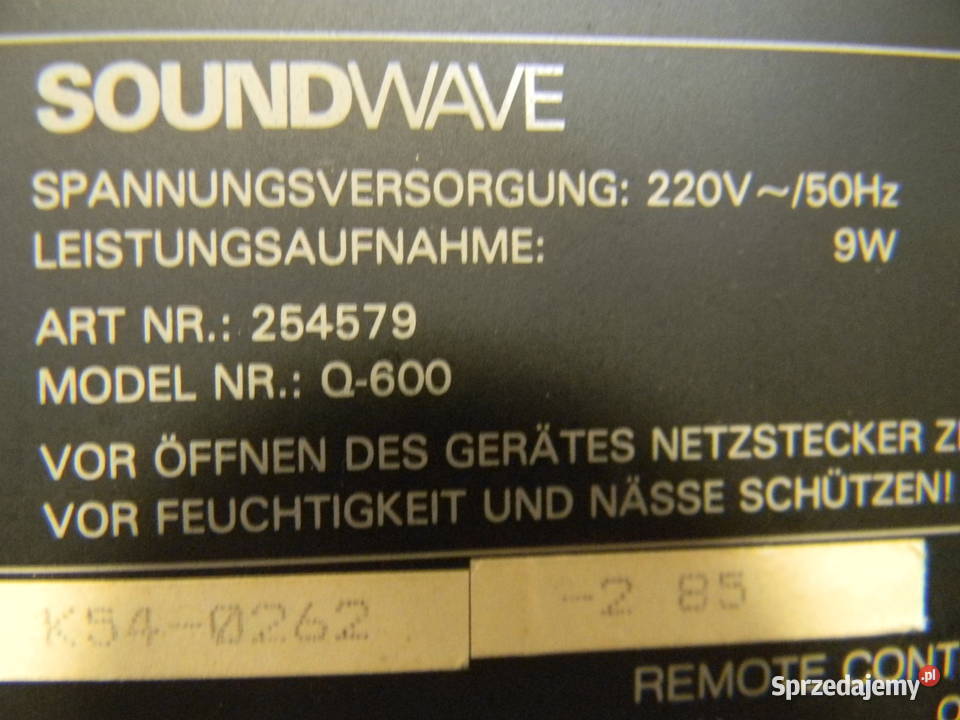 SOUNDWAVE
SPANNUNGSVERSORGUNG: 220V~/50Hz
LEISTUNGSAUFNAHME: 9W
ART NR.: 254579
MODEL NR.: Q-600
VOR ÖFFNEN DES GERÄTES NETZSTECKER
VOR FEUCHTIGKEIT UND NÄSSE SCHÜTZEN!
K54-0262 -2 85
REMOTE
Sprzedajemy.pl